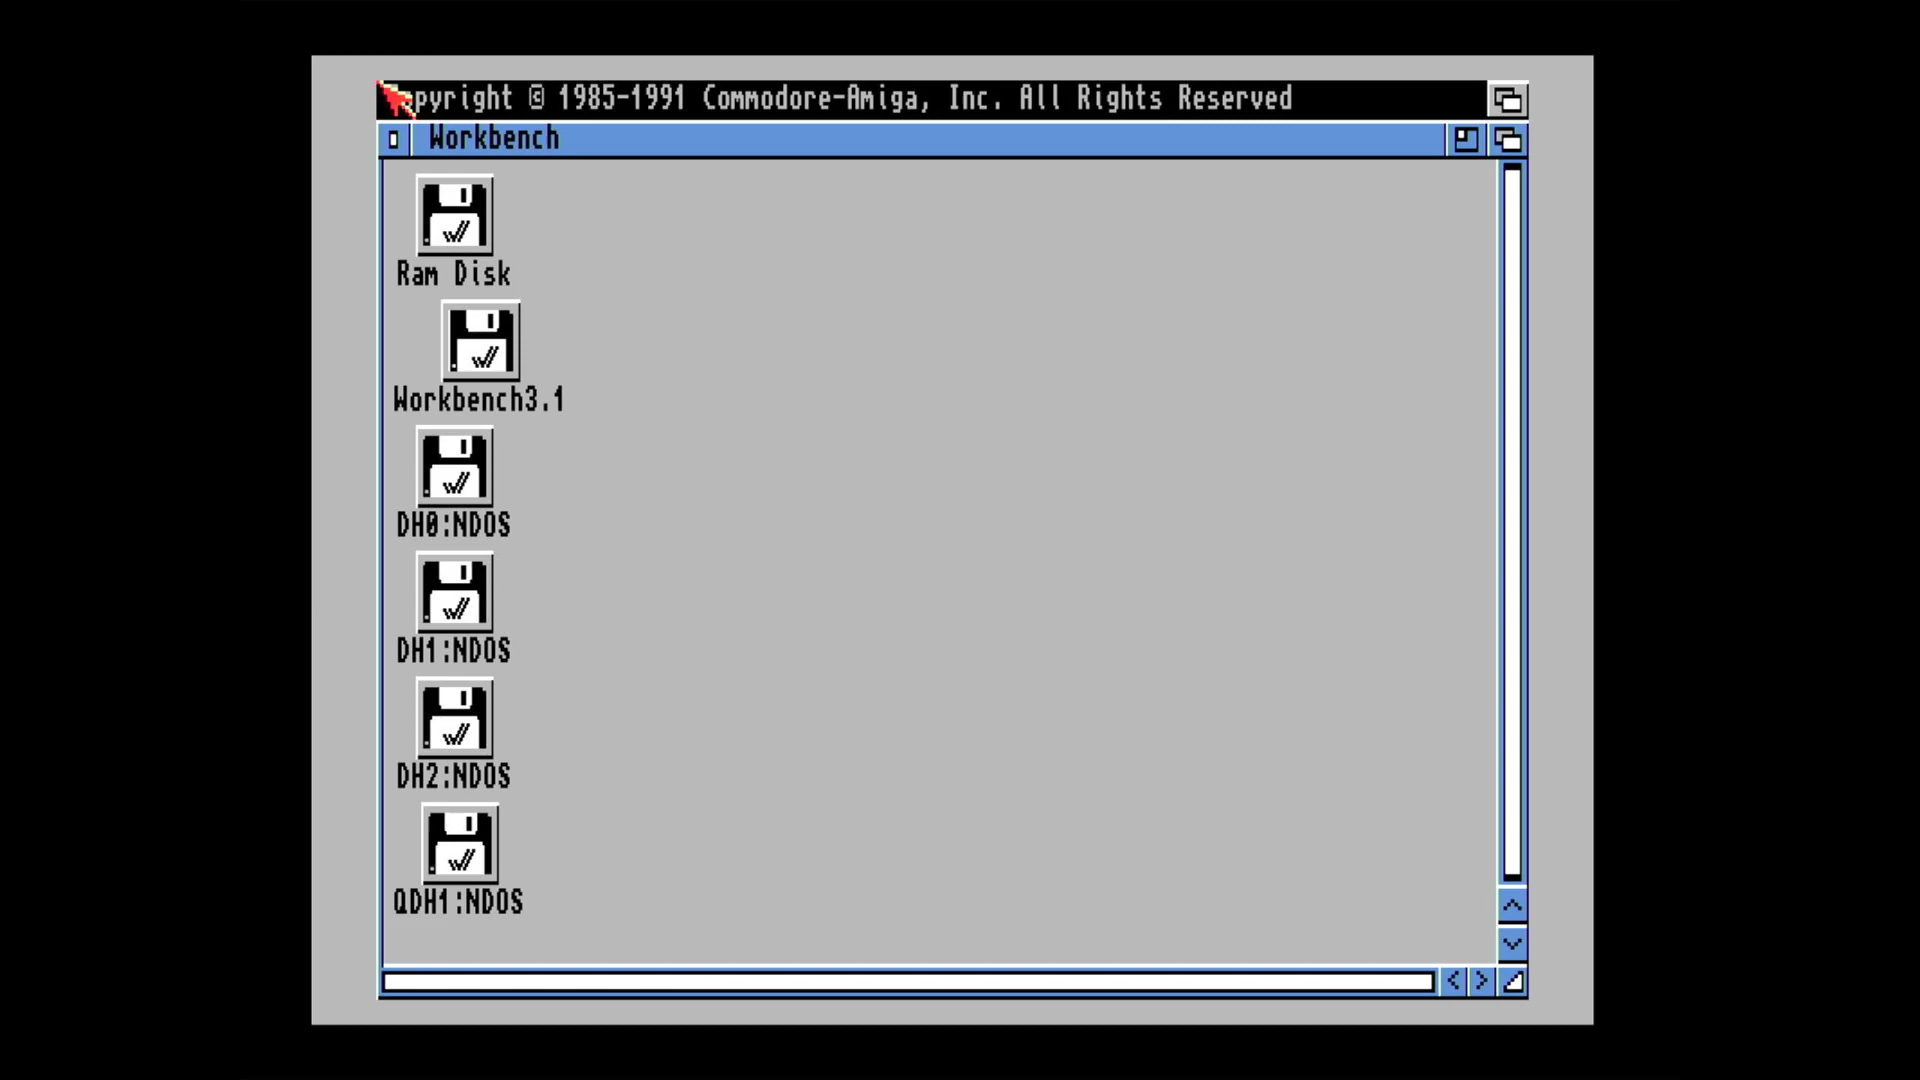 opyright © 1985-1991 Commodore-Amiga, Inc. All Rights Reserved
Workbench
Ram Disk
Workbench3.1
DH0:NDOS
DH1:NDOS
DH2:NDOS
QDH1:NDOS